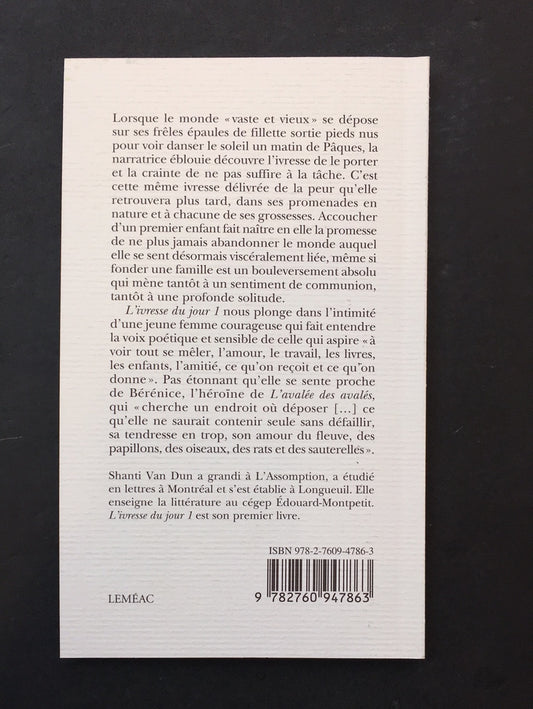 Lorsque le monde « vaste et vieux » se dépose
sur ses frêles épaules de fillette sortie pieds nus
pour voir danser le soleil un matin de Pâques, la
narratrice éblouie découvre l'ivresse de le porter
et la crainte de ne pas suffire à la tâche. C'est
cette même ivresse délivrée de la peur qu'elle
retrouvera plus tard, dans ses promenades en
nature et à chacune de ses grossesses. Accoucher
d'un premier enfant fait naître en elle la promesse
de ne plus jamais abandonner le monde auquel
elle se sent désormais viscéralement liée, même si
fonder une famille est un bouleversement absolu
qui mène tantôt à un sentiment de communion,
tantôt à une profonde solitude.
L'ivresse du jour 1 nous plonge dans l'intimité
d'une jeune femme courageuse qui fait entendre
la voix poétique et sensible de celle qui aspire « à
voir tout se mêler, l'amour, le travail, les livres,
les enfants, l'amitié, ce qu'on reçoit et ce qu'on
donne ». Pas étonnant qu'elle se sente proche
de Bérénice, l'héroïne de L'avalée des avalés,
qui « cherche un endroit où déposer [...] ce
qu'elle ne saurait contenir seule sans défaillir,
sa tendresse en trop, son amour du fleuve, des
papillons, des oiseaux, des rats et des sauterelles ».
Shanti Van Dun a grandi à L'Assomption, a étudié
en lettres à Montréal et s'est établie à Longueuil. Elle
enseigne la littérature au cégep Édouard-Montpetit.
L'ivresse du jour 1 est son premier livre.
ISBN 978-2-7609-4786-3
9 782760 947863
LEMÉAC